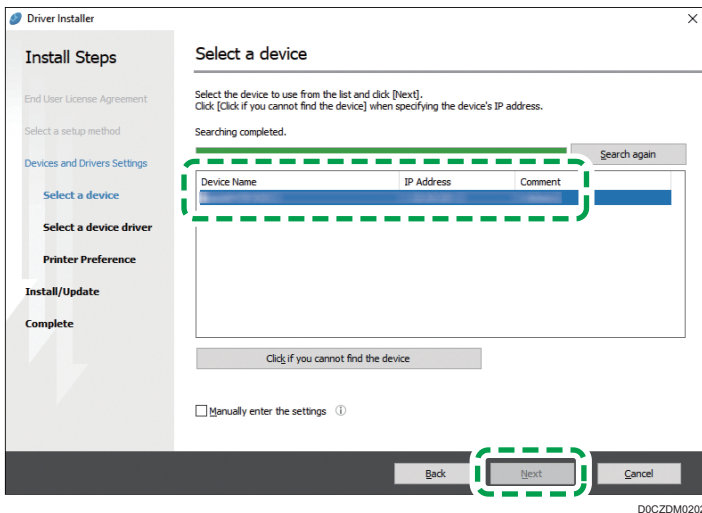 Driver Installer
Install Steps
End User License Agreement
Select a setup method
Devices and Drivers Settings
Select a device
Select a device driver
Printer Preference
Install/Update
Complete
Select a device
Select the device to use from the list and click [Next].
Click [Click if you cannot find the device] when specifying the device's IP address.
Searching completed.
Search again
Device Name IP Address Comment
Click if you cannot find the device
Manually enter the settings
Back Next Cancel
D0CZDM0202